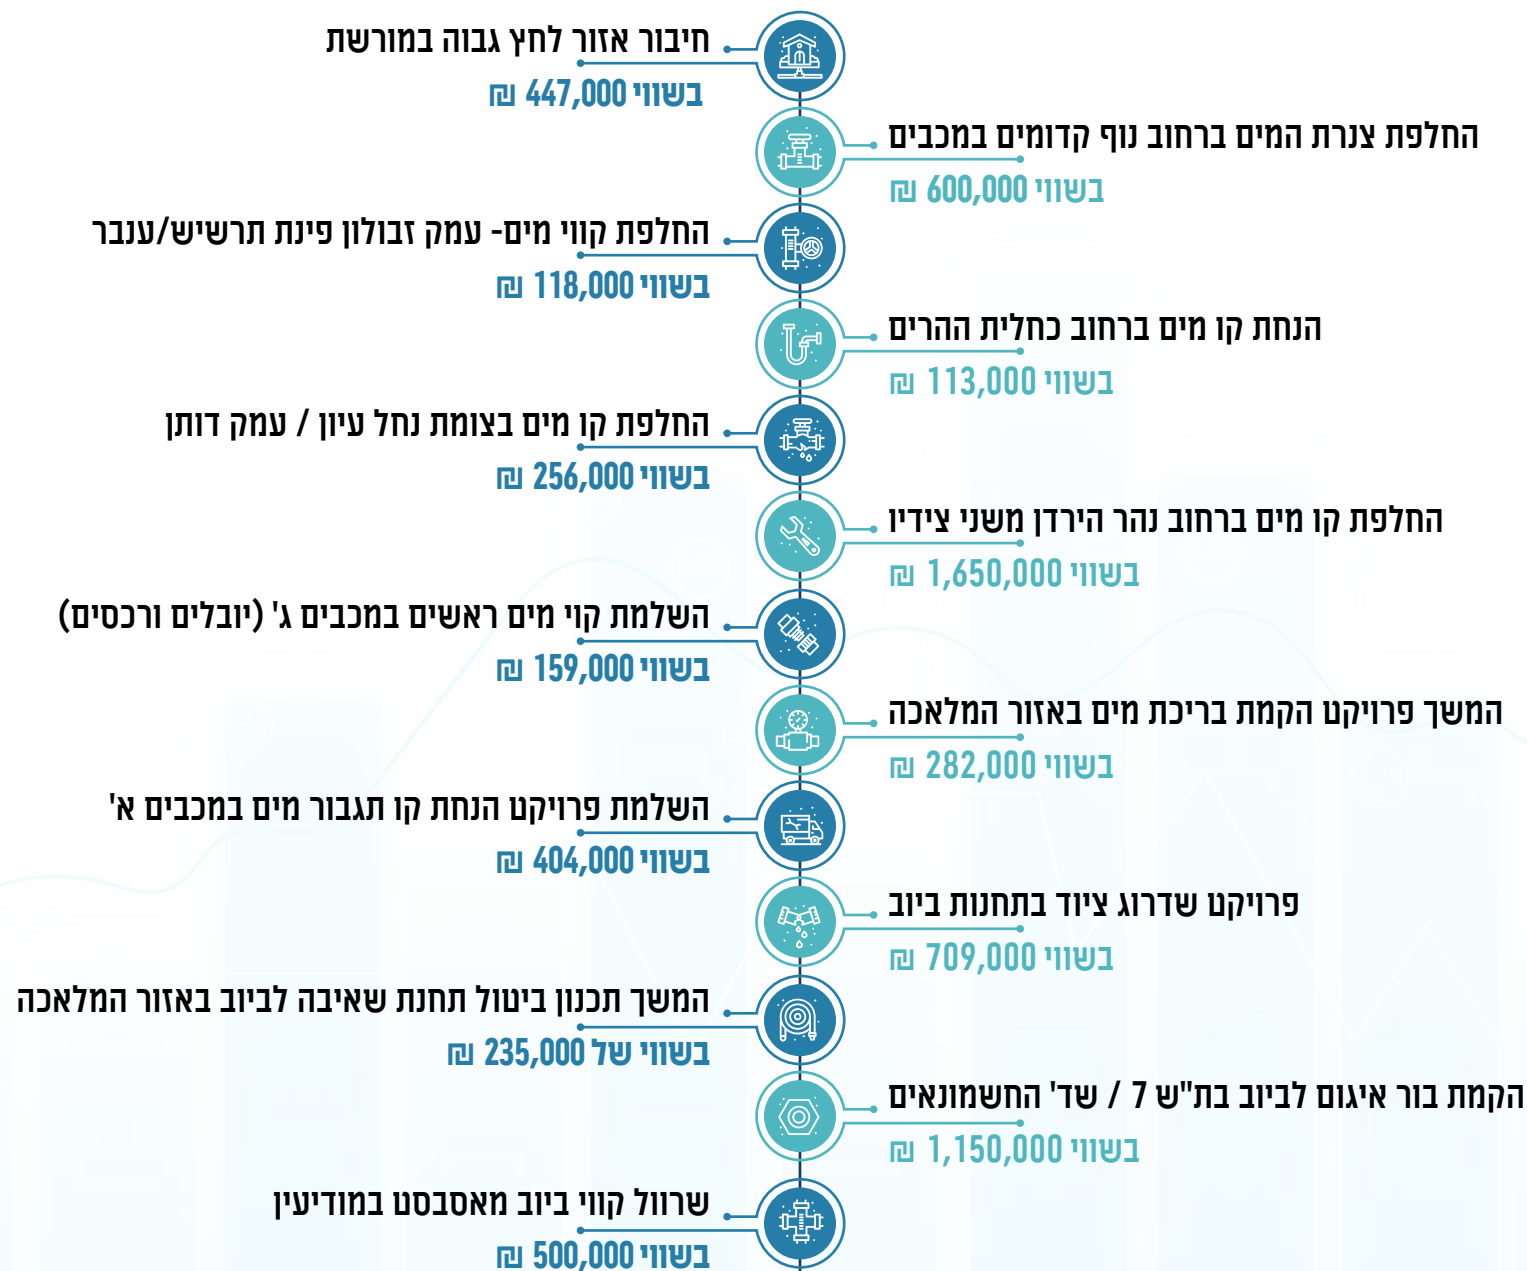 חיבור אזור לחץ גבוה במורשת
בשווי 447,000 ₪
החלפת צנרת המים ברחוב נוף קדומים במכבים
בשווי 600,000 ₪
החלפת קווי מים- עמק זבולון פינת תרשיש/ענבר
בשווי 118,000 ₪
הנחת קו מים ברחוב כחלית ההרים
בשווי 113,000 ₪
החלפת קו מים בצומת נחל עיון / עמק דותן
בשווי 256,000 ₪
החלפת קו מים ברחוב נהר הירדן משני צידיו
בשווי 1,650,000 ₪
השלמת קוי מים ראשים במכבים ג' (יובלים ורכסים)
בשווי 159,000 ₪
המשך פרויקט הקמת בריכת מים באזור המלאכה
בשווי 282,000 ₪
השלמת פרויקט הנחת קו תגבור מים במכבים א'
בשווי 404,000 ₪
פרויקט שדרוג ציוד בתחנות ביוב
בשווי 709,000 ₪
המשך תכנון ביטול תחנת שאיבה לביוב באזור המלאכה
בשווי של 235,000 ₪
הקמת בור איגום לביוב בת"ש 7 / שד' החשמונאים
בשווי 1,150,000 ₪
שרוול קווי ביוב מאסבסט במודיעין
בשווי 500,000 ₪